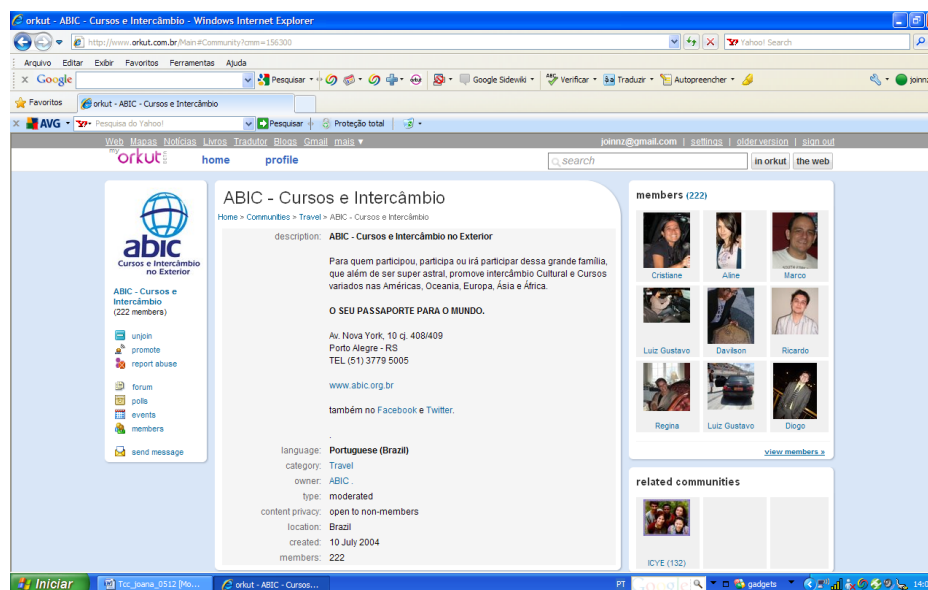 orkut - ABIC - Cursos e Intercâmbio - Windows Internet Explorer
http://www.orkut.com.br/Main#Community?cmm=156300
Yahoo! Search
Arquivo Editar Exibir Favoritos Ferramentas Ajuda
x Google Pesquisar Google Sidewiki Verificar Traduzir Autopreencher
Favoritos orkut - ABIC - Cursos e Intercâmbio
AVG Pesquisa do Yahoo! Pesquisar Proteção total
Web Mapas Notícias Livros Tradutor Blogs Gmail mais ▼ joinnz@gmail.com | settings | older version | sign out
my orkut BETA home profile search in orkut the web
abic
Cursos e Intercâmbio
no Exterior
ABIC - Cursos e
Intercâmbio
(222 members)
unjoin
promote
report abuse
forum
polls
events
members
send message
ABIC - Cursos e Intercâmbio
Home > Communities > Travel > ABIC - Cursos e Intercâmbio
description: ABIC - Cursos e Intercâmbio no Exterior
Para quem participou, participa ou irá participar dessa grande família,
que além de ser super astral, promove intercâmbio Cultural e Cursos
variados nas Américas, Oceania, Europa, Ásia e África.
O SEU PASSAPORTE PARA O MUNDO.
Av. Nova York, 10 cj. 408/409
Porto Alegre - RS
TEL (51) 3779 5005
www.abic.org.br
também no Facebook e Twitter.
.
language: Portuguese (Brazil)
category: Travel
owner: ABIC .
type: moderated
content privacy: open to non-members
location: Brazil
created: 10 July 2004
members: 222
members (222)
Cristiane Aline Marco
Luiz Gustavo Davilson Ricardo
Regina Luiz Gustavo Diogo
view members »
related communities
ICYE (132)
Iniciar Tcc_joana_0512 [Mo... orkut - ABIC - Cursos... PT Google gadgets